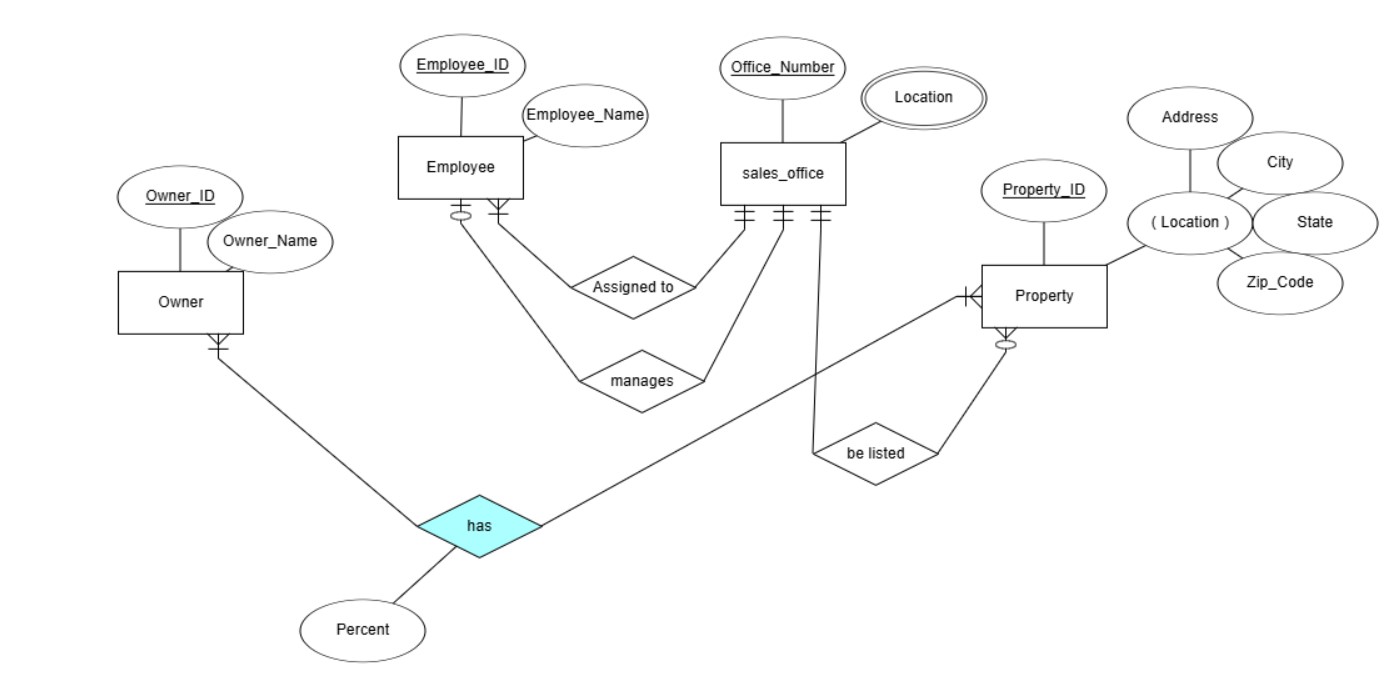 Employee_ID
Office_Number
Location
Employee_Name
Address
Employee
sales_office
City
Owner_ID
Property_ID
( Location )
State
Owner_Name
Owner
Assigned to
Property
Zip_Code
manages
be listed
has
Percent